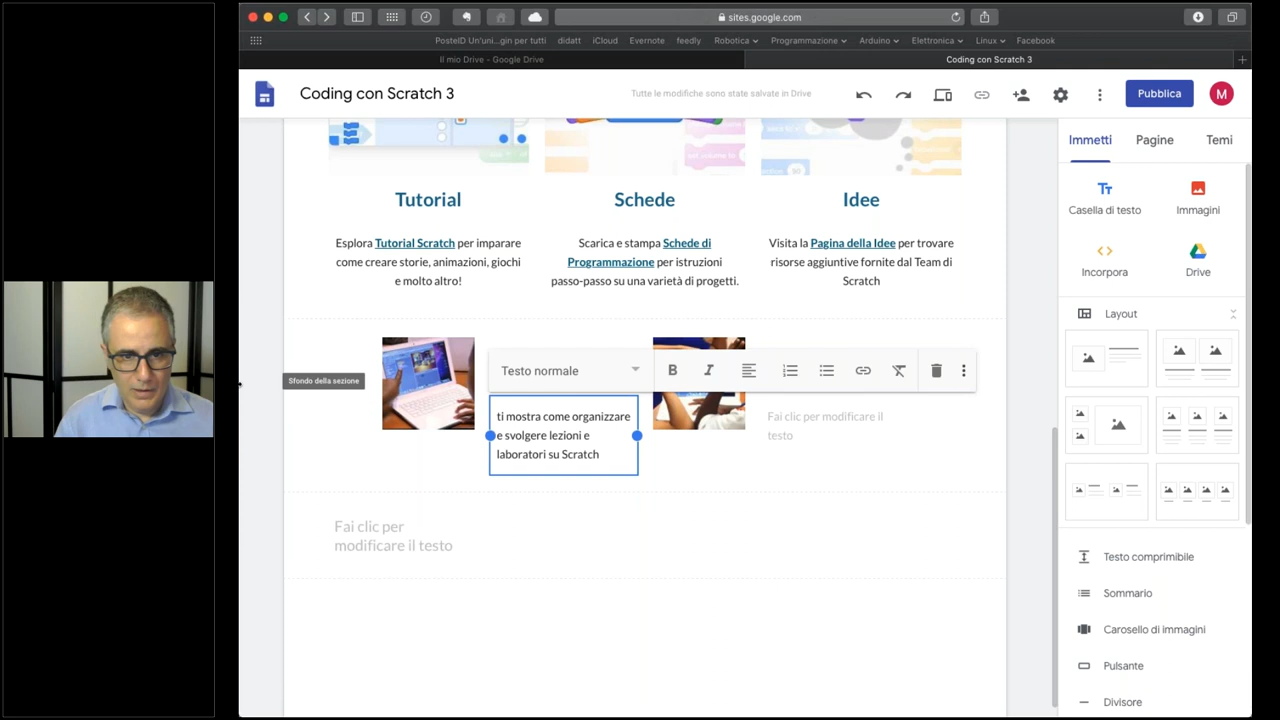 sites.google.com
PosteID Un'uni...gin per tutti didatt iCloud Evernote feedly Robotica Programmazione Arduino Elettronica Linux Facebook
Il mio Drive - Google Drive
Coding con Scratch 3
Coding con Scratch 3
Tutte le modifiche sono state salvate in Drive
Pubblica
M
Immetti Pagine Temi
Casella di testo
Immagini
Incorpora
Drive
Layout
Testo comprimibile
Sommario
Carosello di immagini
Pulsante
Divisore
Tutorial
Esplora Tutorial Scratch per imparare
come creare storie, animazioni, giochi
e molto altro!
Schede
Scarica e stampa Schede di
Programmazione per istruzioni
passo-passo su una varietà di progetti.
Idee
Visita la Pagina della Idee per trovare
risorse aggiuntive fornite dal Team di
Scratch
Sfondo della sezione
Testo normale
B I
ti mostra come organizzare
e svolgere lezioni e
laboratori su Scratch
Fai clic per modificare il
testo
Fai clic per
modificare il testo